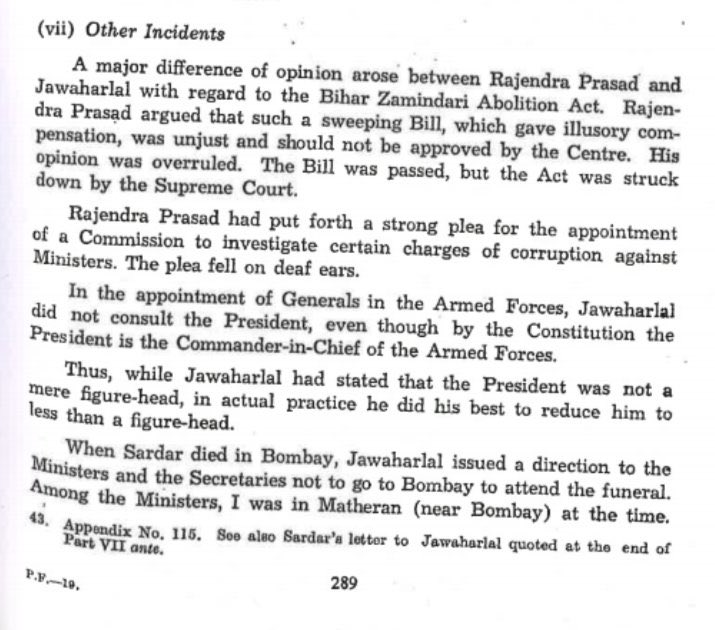 (vii) Other Incidents
A major difference of opinion arose between Rajendra Prasad and
Jawaharlal with regard to the Bihar Zamindari Abolition Act. Rajen-
dra Prasad argued that such a sweeping Bill, which gave illusory com-
pensation, was unjust and should not be approved by the Centre. His
opinion was overruled. The Bill was passed, but the Act was struck
down by the Supreme Court.
Rajendra Prasad had put forth a strong plea for the appointment
of a Commission to investigate certain charges of corruption against
Ministers. The plea fell on deaf ears.
In the appointment of Generals in the Armed Forces, Jawaharlal
did not consult the President, even though by the Constitution the
President is the Commander-in-Chief of the Armed Forces.
Thus, while Jawaharlal had stated that the President was not a
mere figure-head, in actual practice he did his best to reduce him to
less than a figure-head.
When Sardar died in Bombay, Jawaharlal issued a direction to the
Ministers and the Secretaries not to go to Bombay to attend the funeral.
Among the Ministers, I was in Matheran (near Bombay) at the time.
43. Appendix No. 115. See also Sardar's letter to Jawaharlal quoted at the end of
Part VII ante.
P.F.—19.
289